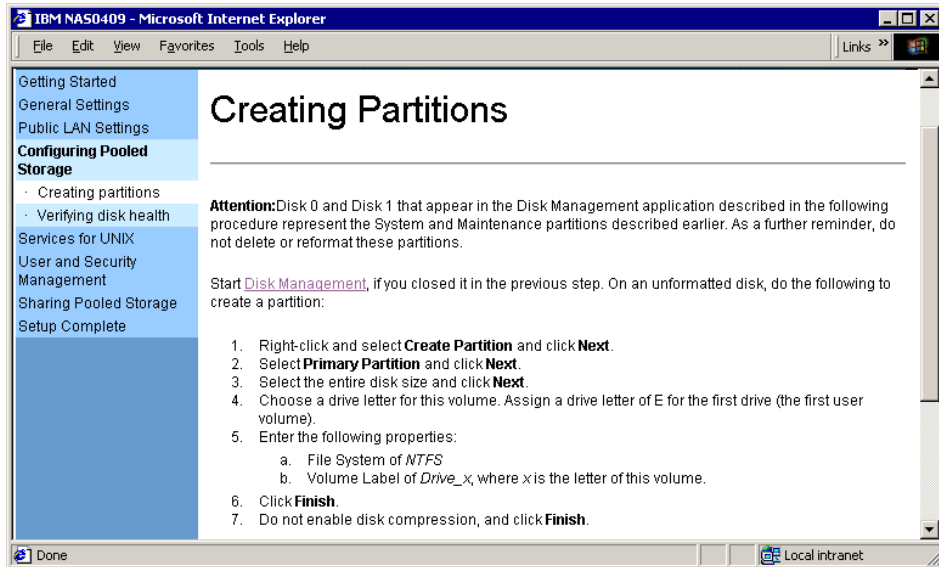 IBM NAS0409 - Microsoft Internet Explorer
File Edit View Favorites Tools Help
Links »
Getting Started
General Settings
Public LAN Settings
Configuring Pooled
Storage
· Creating partitions
· Verifying disk health
Services for UNIX
User and Security
Management
Sharing Pooled Storage
Setup Complete
Creating Partitions
Attention:Disk 0 and Disk 1 that appear in the Disk Management application described in the following
procedure represent the System and Maintenance partitions described earlier. As a further reminder, do
not delete or reformat these partitions.
Start Disk Management, if you closed it in the previous step. On an unformatted disk, do the following to
create a partition:
1. Right-click and select Create Partition and click Next.
2. Select Primary Partition and click Next.
3. Select the entire disk size and click Next.
4. Choose a drive letter for this volume. Assign a drive letter of E for the first drive (the first user
volume).
5. Enter the following properties:
a. File System of NTFS
b. Volume Label of Drive_x, where x is the letter of this volume.
6. Click Finish.
7. Do not enable disk compression, and click Finish.
Done
Local intranet